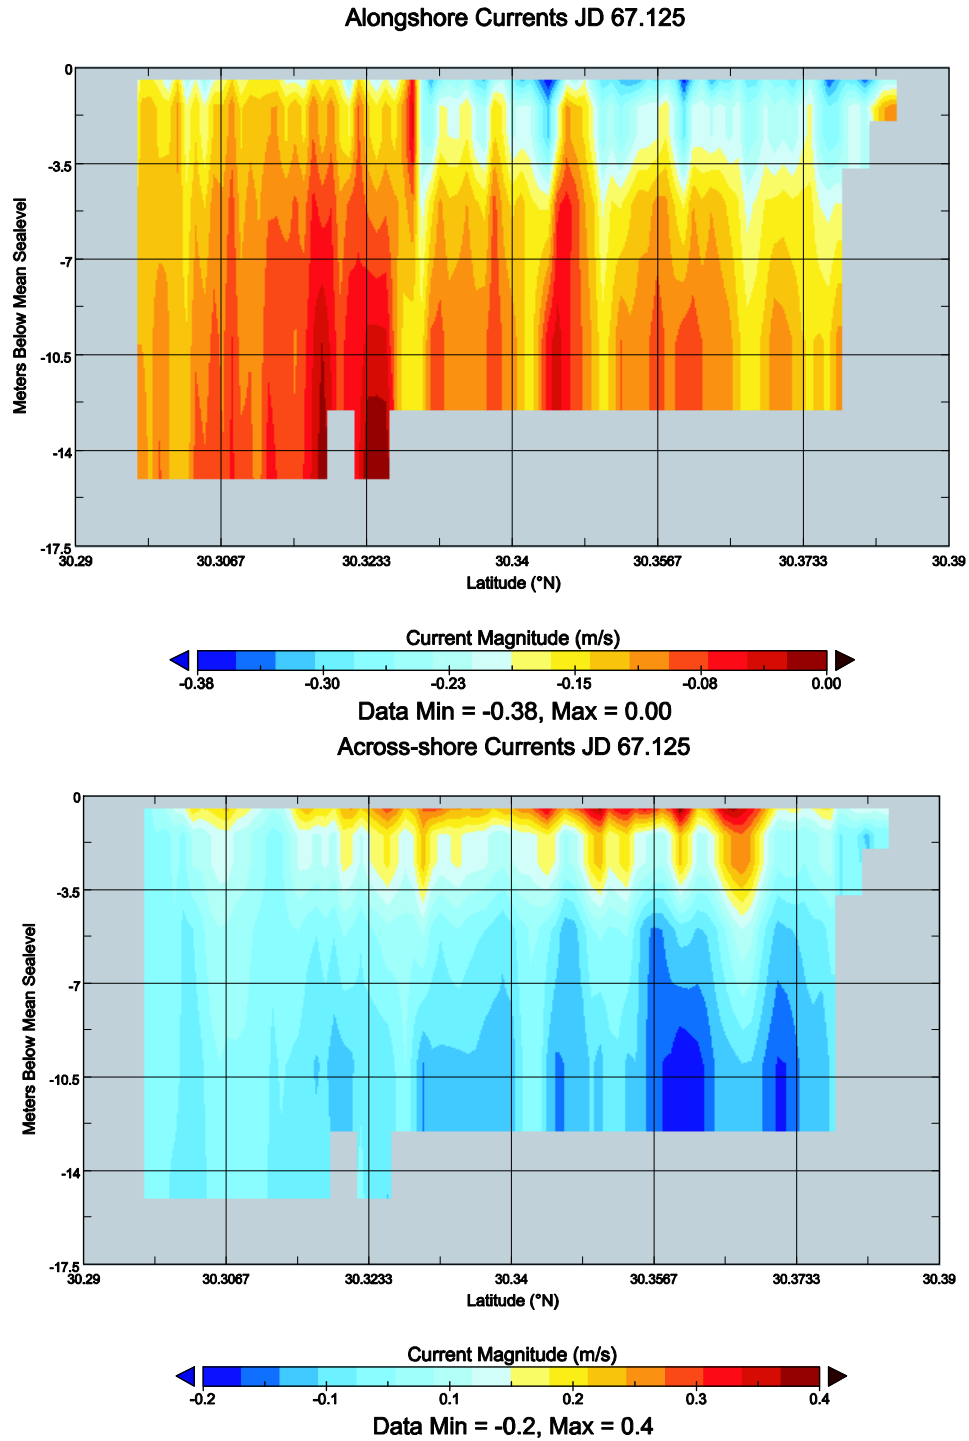 Alongshore Currents JD 67.125
0
-3.5
-7
-10.5
-14
-17.5
Meters Below Mean Sealevel
30.29 30.3067 30.3233 30.34 30.3567 30.3733 30.39
Latitude (°N)
Current Magnitude (m/s)
-0.38 -0.30 -0.23 -0.15 -0.08 0.00
Data Min = -0.38, Max = 0.00
Across-shore Currents JD 67.125
0
-3.5
-7
-10.5
-14
-17.5
Meters Below Mean Sealevel
30.29 30.3067 30.3233 30.34 30.3567 30.3733 30.39
Latitude (°N)
Current Magnitude (m/s)
-0.2 -0.1 0.1 0.2 0.3 0.4
Data Min = -0.2, Max = 0.4